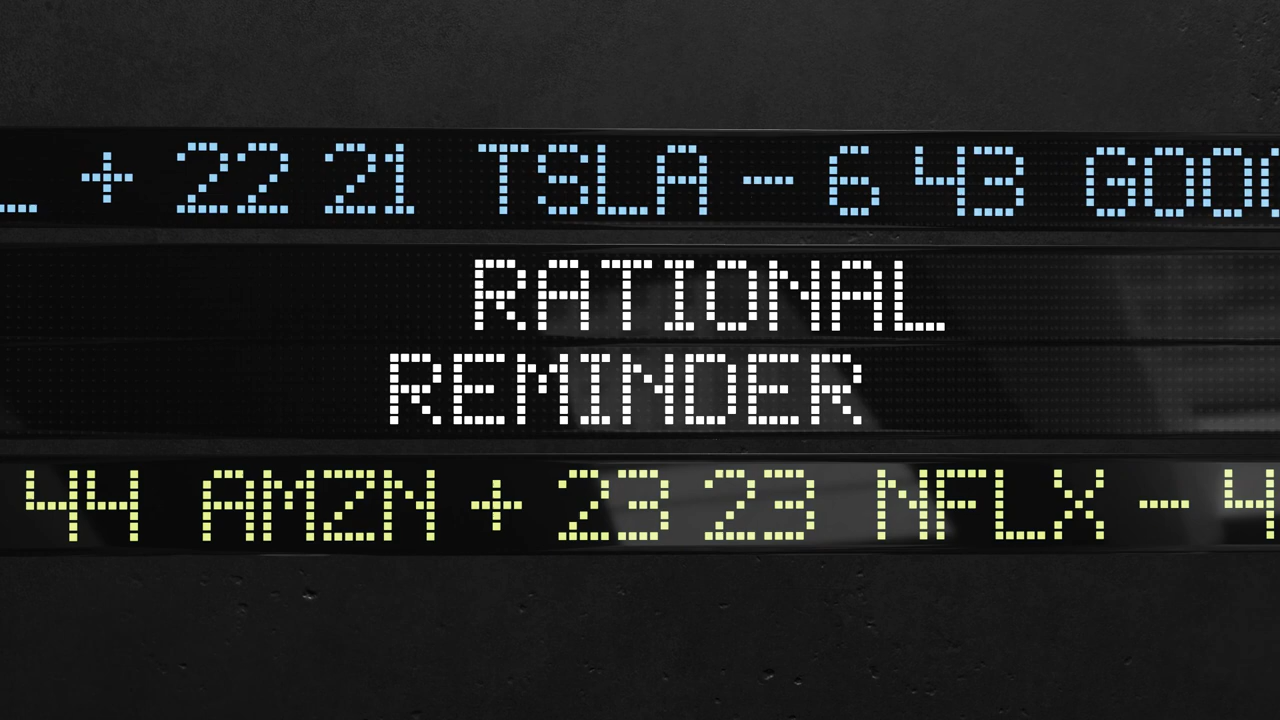 + 22 21 TSLA - 6 43
RATIONAL
REMINDER
44 AMZN + 23 23 NFLX -